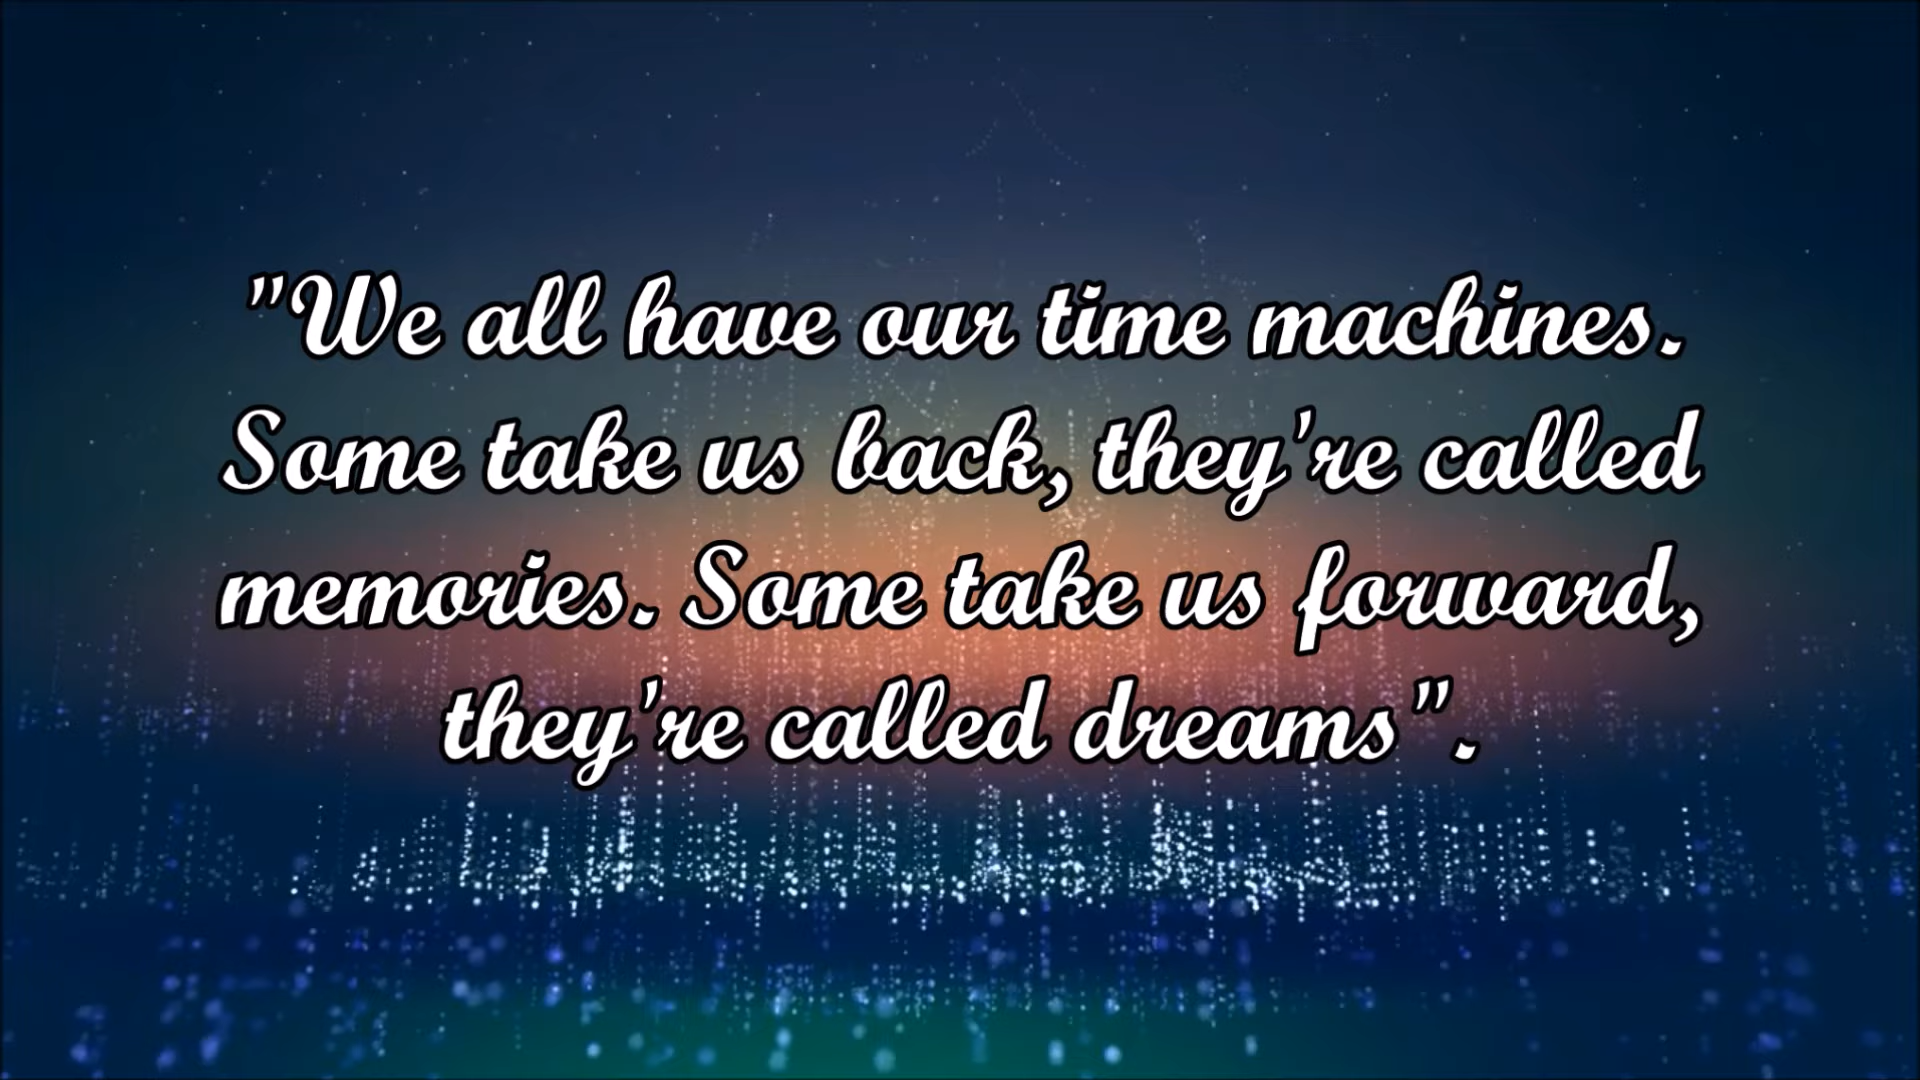 "We all have our time machines.
Some take us back, they're called
memories. Some take us forward,
they're called dreams".